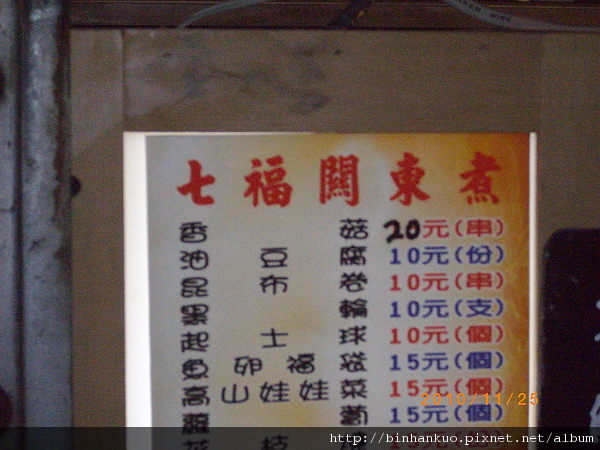 七福關東煮
香菇 20元(串)
油豆腐 10元(份)
昆布卷 10元(串)
黑輪 10元(支)
起士球 10元(個)
魚卵福袋 15元(個)
高山娃娃菜 15元(個)
蘿蔔 15元(個)
2010/11/25
http://binhankuo.pixnet.net/album